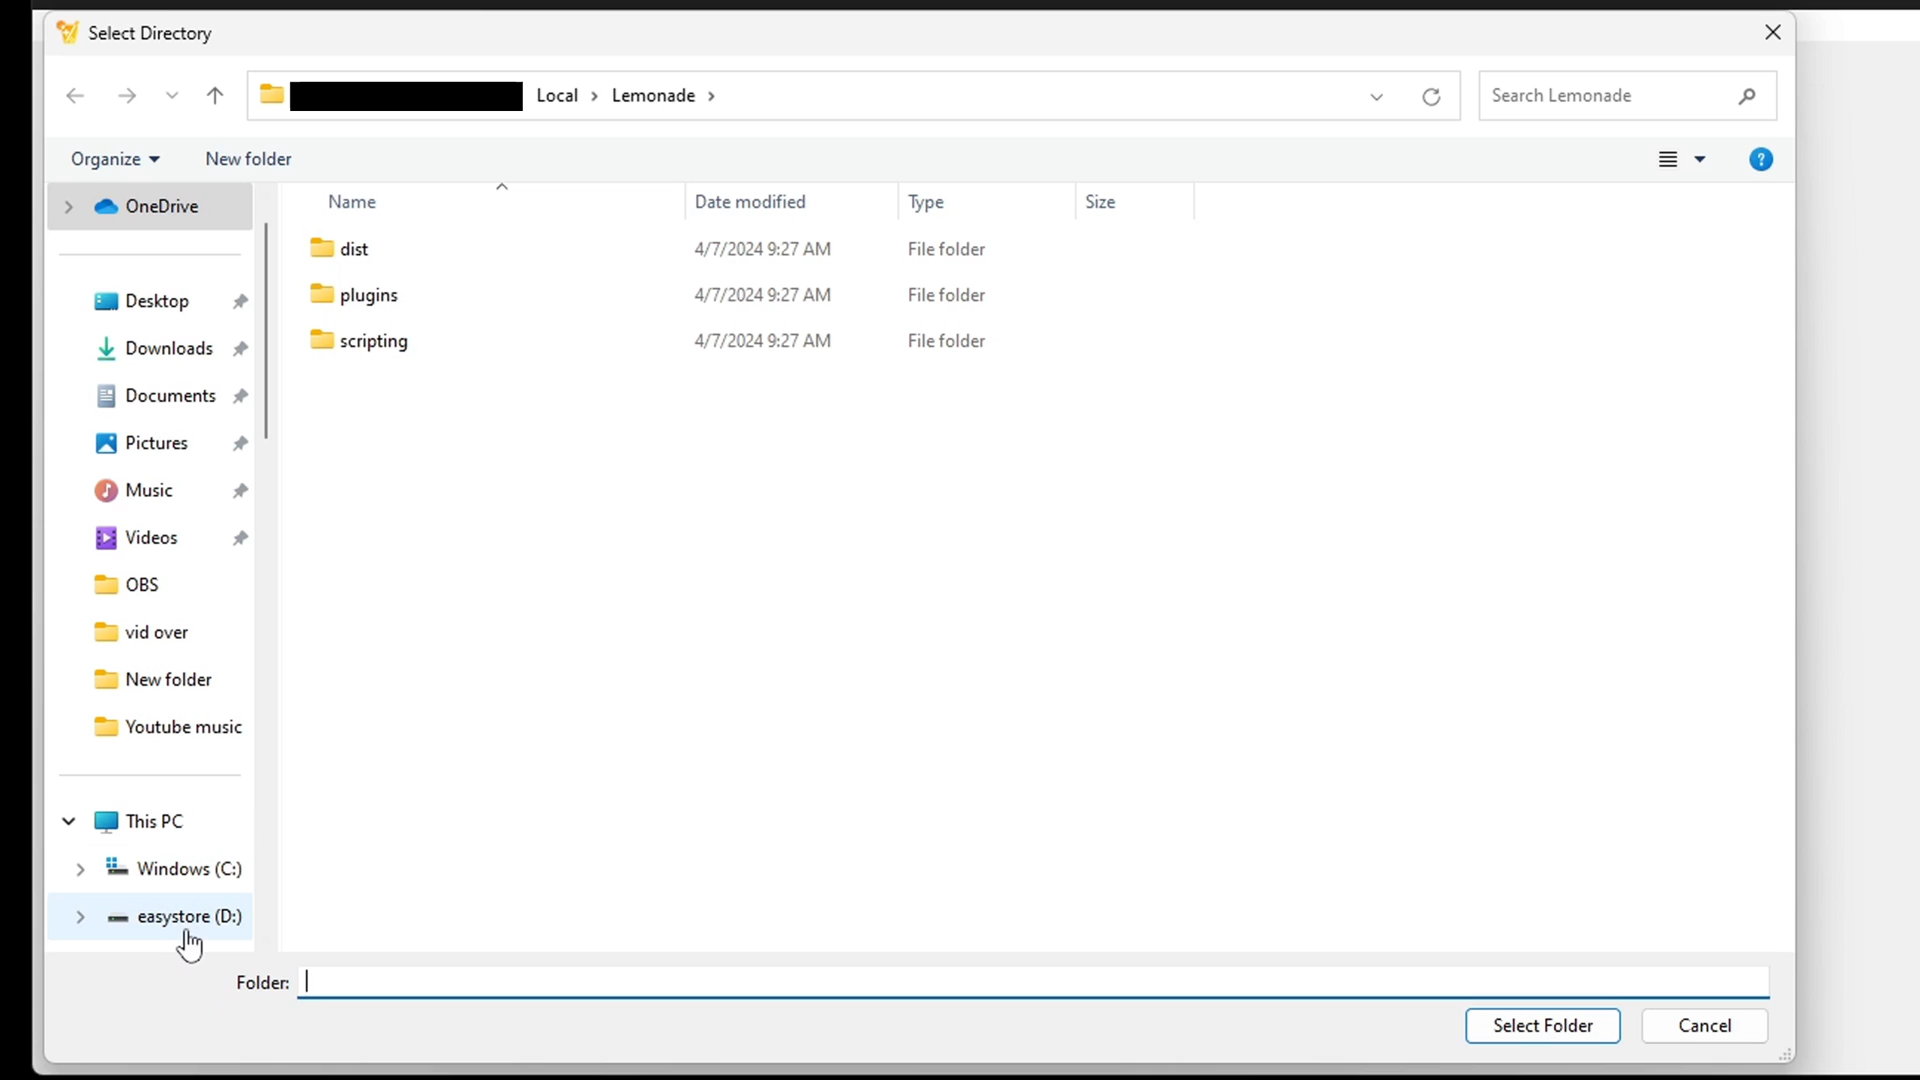 Select Directory
Local > Lemonade >
Search Lemonade
Organize
New folder
OneDrive
Name
Date modified
Type
Size
dist
4/7/2024 9:27 AM
File folder
plugins
4/7/2024 9:27 AM
File folder
scripting
4/7/2024 9:27 AM
File folder
Desktop
Downloads
Documents
Pictures
Music
Videos
OBS
vid over
New folder
Youtube music
This PC
Windows (C:)
easystore (D:)
Folder:
Select Folder
Cancel